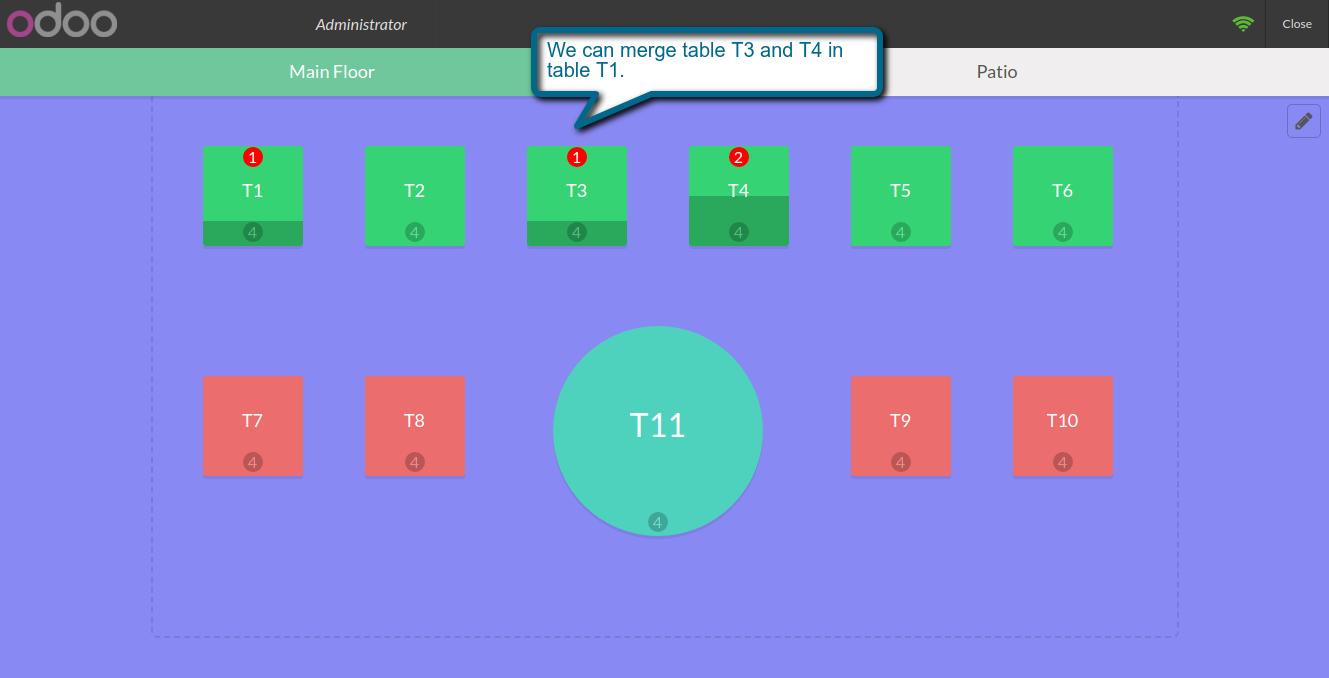 odoo
Administrator
Close
We can merge table T3 and T4 in
table T1.
Main Floor
Patio
1
1
2
T1
T2
T3
T4
T5
T6
4
4
4
4
4
4
T7
T8
T11
T9
T10
4
4
4
4
4